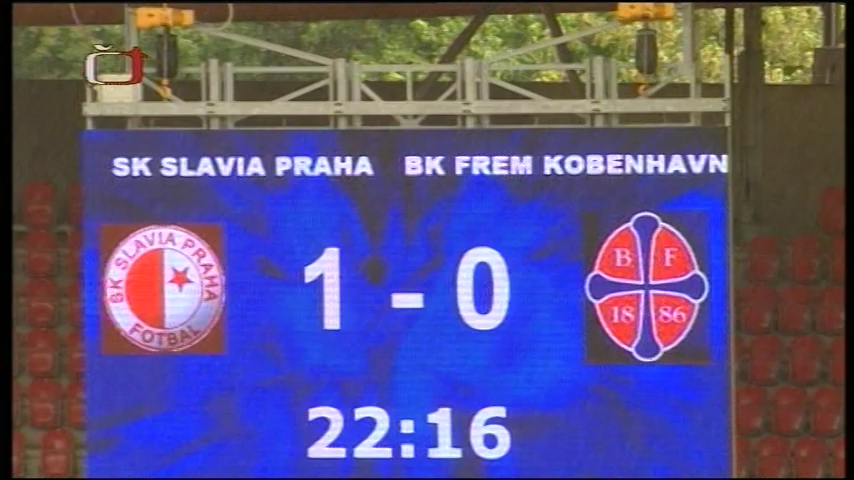 SK SLAVIA PRAHA BK FREM KOBENHAVN
SK SLAVIA PRAHA
FOTBAL
1 - 0
B F
18 86
22:16